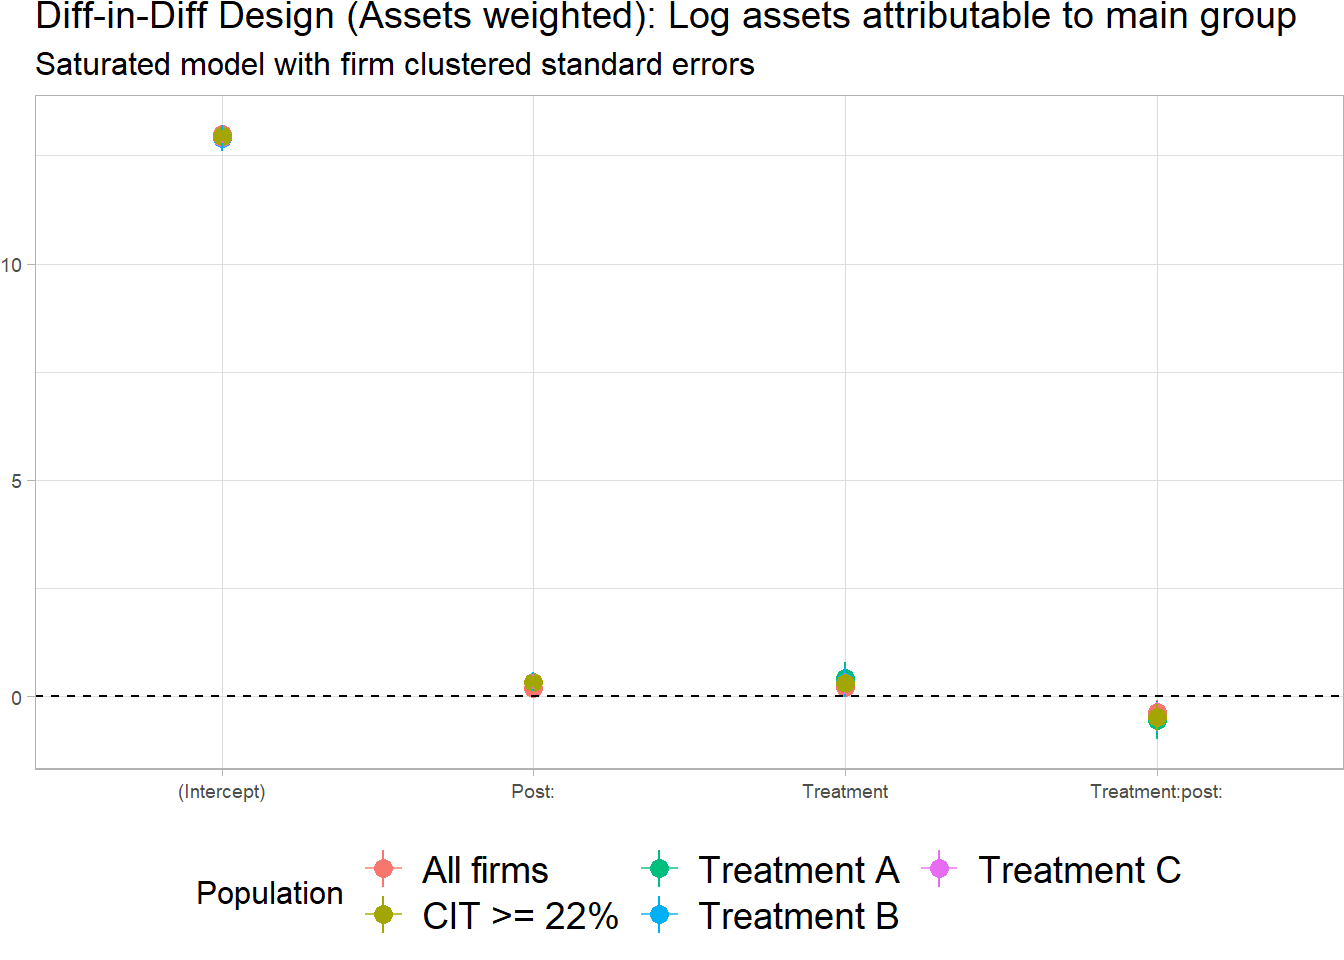 Diff-in-Diff Design (Assets weighted): Log assets attributable to main group
Saturated model with firm clustered standard errors
10
5
0
(Intercept)
Post:
Treatment
Treatment:post:
Population
All firms
Treatment A
Treatment C
CIT >= 22%
Treatment B